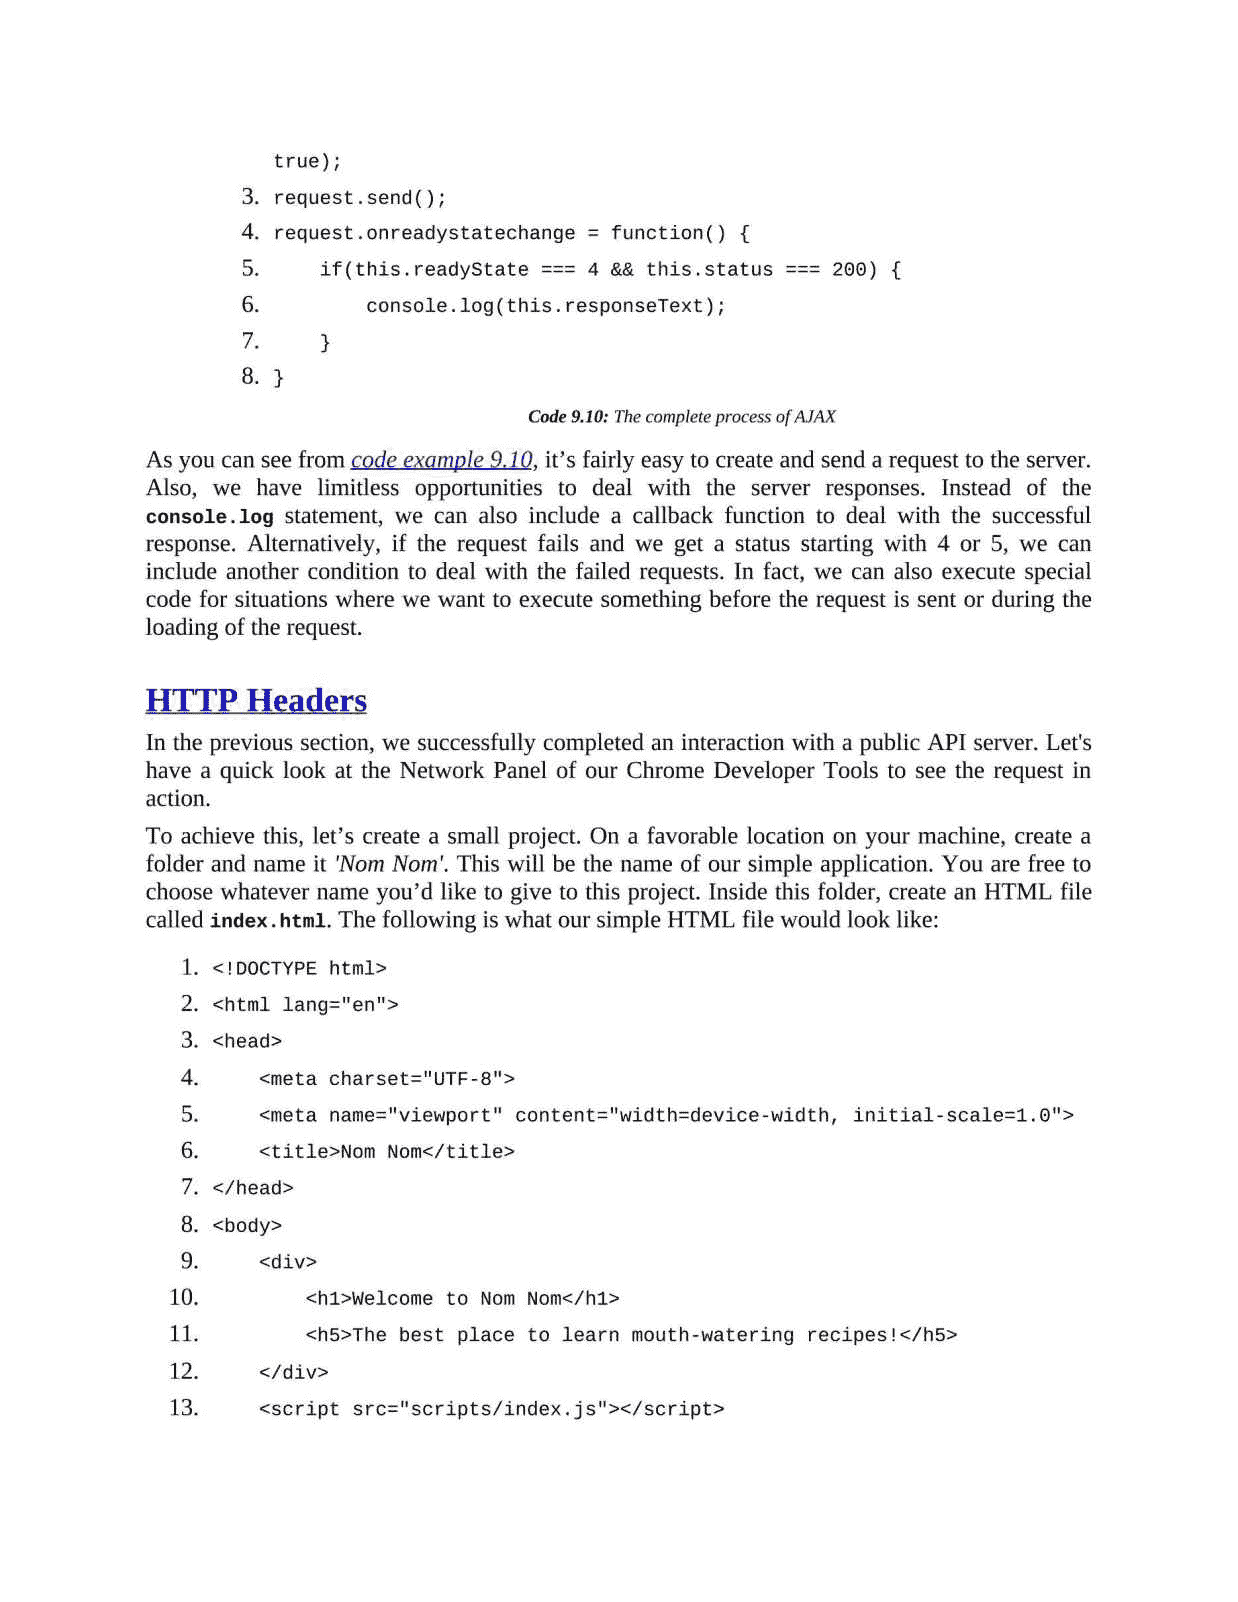 true);
3. request.send();
4. request.onreadystatechange = function() {
5.     if(this.readyState === 4 && this.status === 200) {
6.         console.log(this.responseText);
7.     }
8. }
Code 9.10: The complete process of AJAX
As you can see from code example 9.10, it’s fairly easy to create and send a request to the server.
Also, we have limitless opportunities to deal with the server responses. Instead of the
console.log statement, we can also include a callback function to deal with the successful
response. Alternatively, if the request fails and we get a status starting with 4 or 5, we can
include another condition to deal with the failed requests. In fact, we can also execute special
code for situations where we want to execute something before the request is sent or during the
loading of the request.
HTTP Headers
In the previous section, we successfully completed an interaction with a public API server. Let's
have a quick look at the Network Panel of our Chrome Developer Tools to see the request in
action.
To achieve this, let’s create a small project. On a favorable location on your machine, create a
folder and name it 'Nom Nom'. This will be the name of our simple application. You are free to
choose whatever name you’d like to give to this project. Inside this folder, create an HTML file
called index.html. The following is what our simple HTML file would look like:
1. <!DOCTYPE html>
2. <html lang="en">
3. <head>
4.     <meta charset="UTF-8">
5.     <meta name="viewport" content="width=device-width, initial-scale=1.0">
6.     <title>Nom Nom</title>
7. </head>
8. <body>
9.     <div>
10.         <h1>Welcome to Nom Nom</h1>
11.         <h5>The best place to learn mouth-watering recipes!</h5>
12.     </div>
13.     <script src="scripts/index.js"></script>